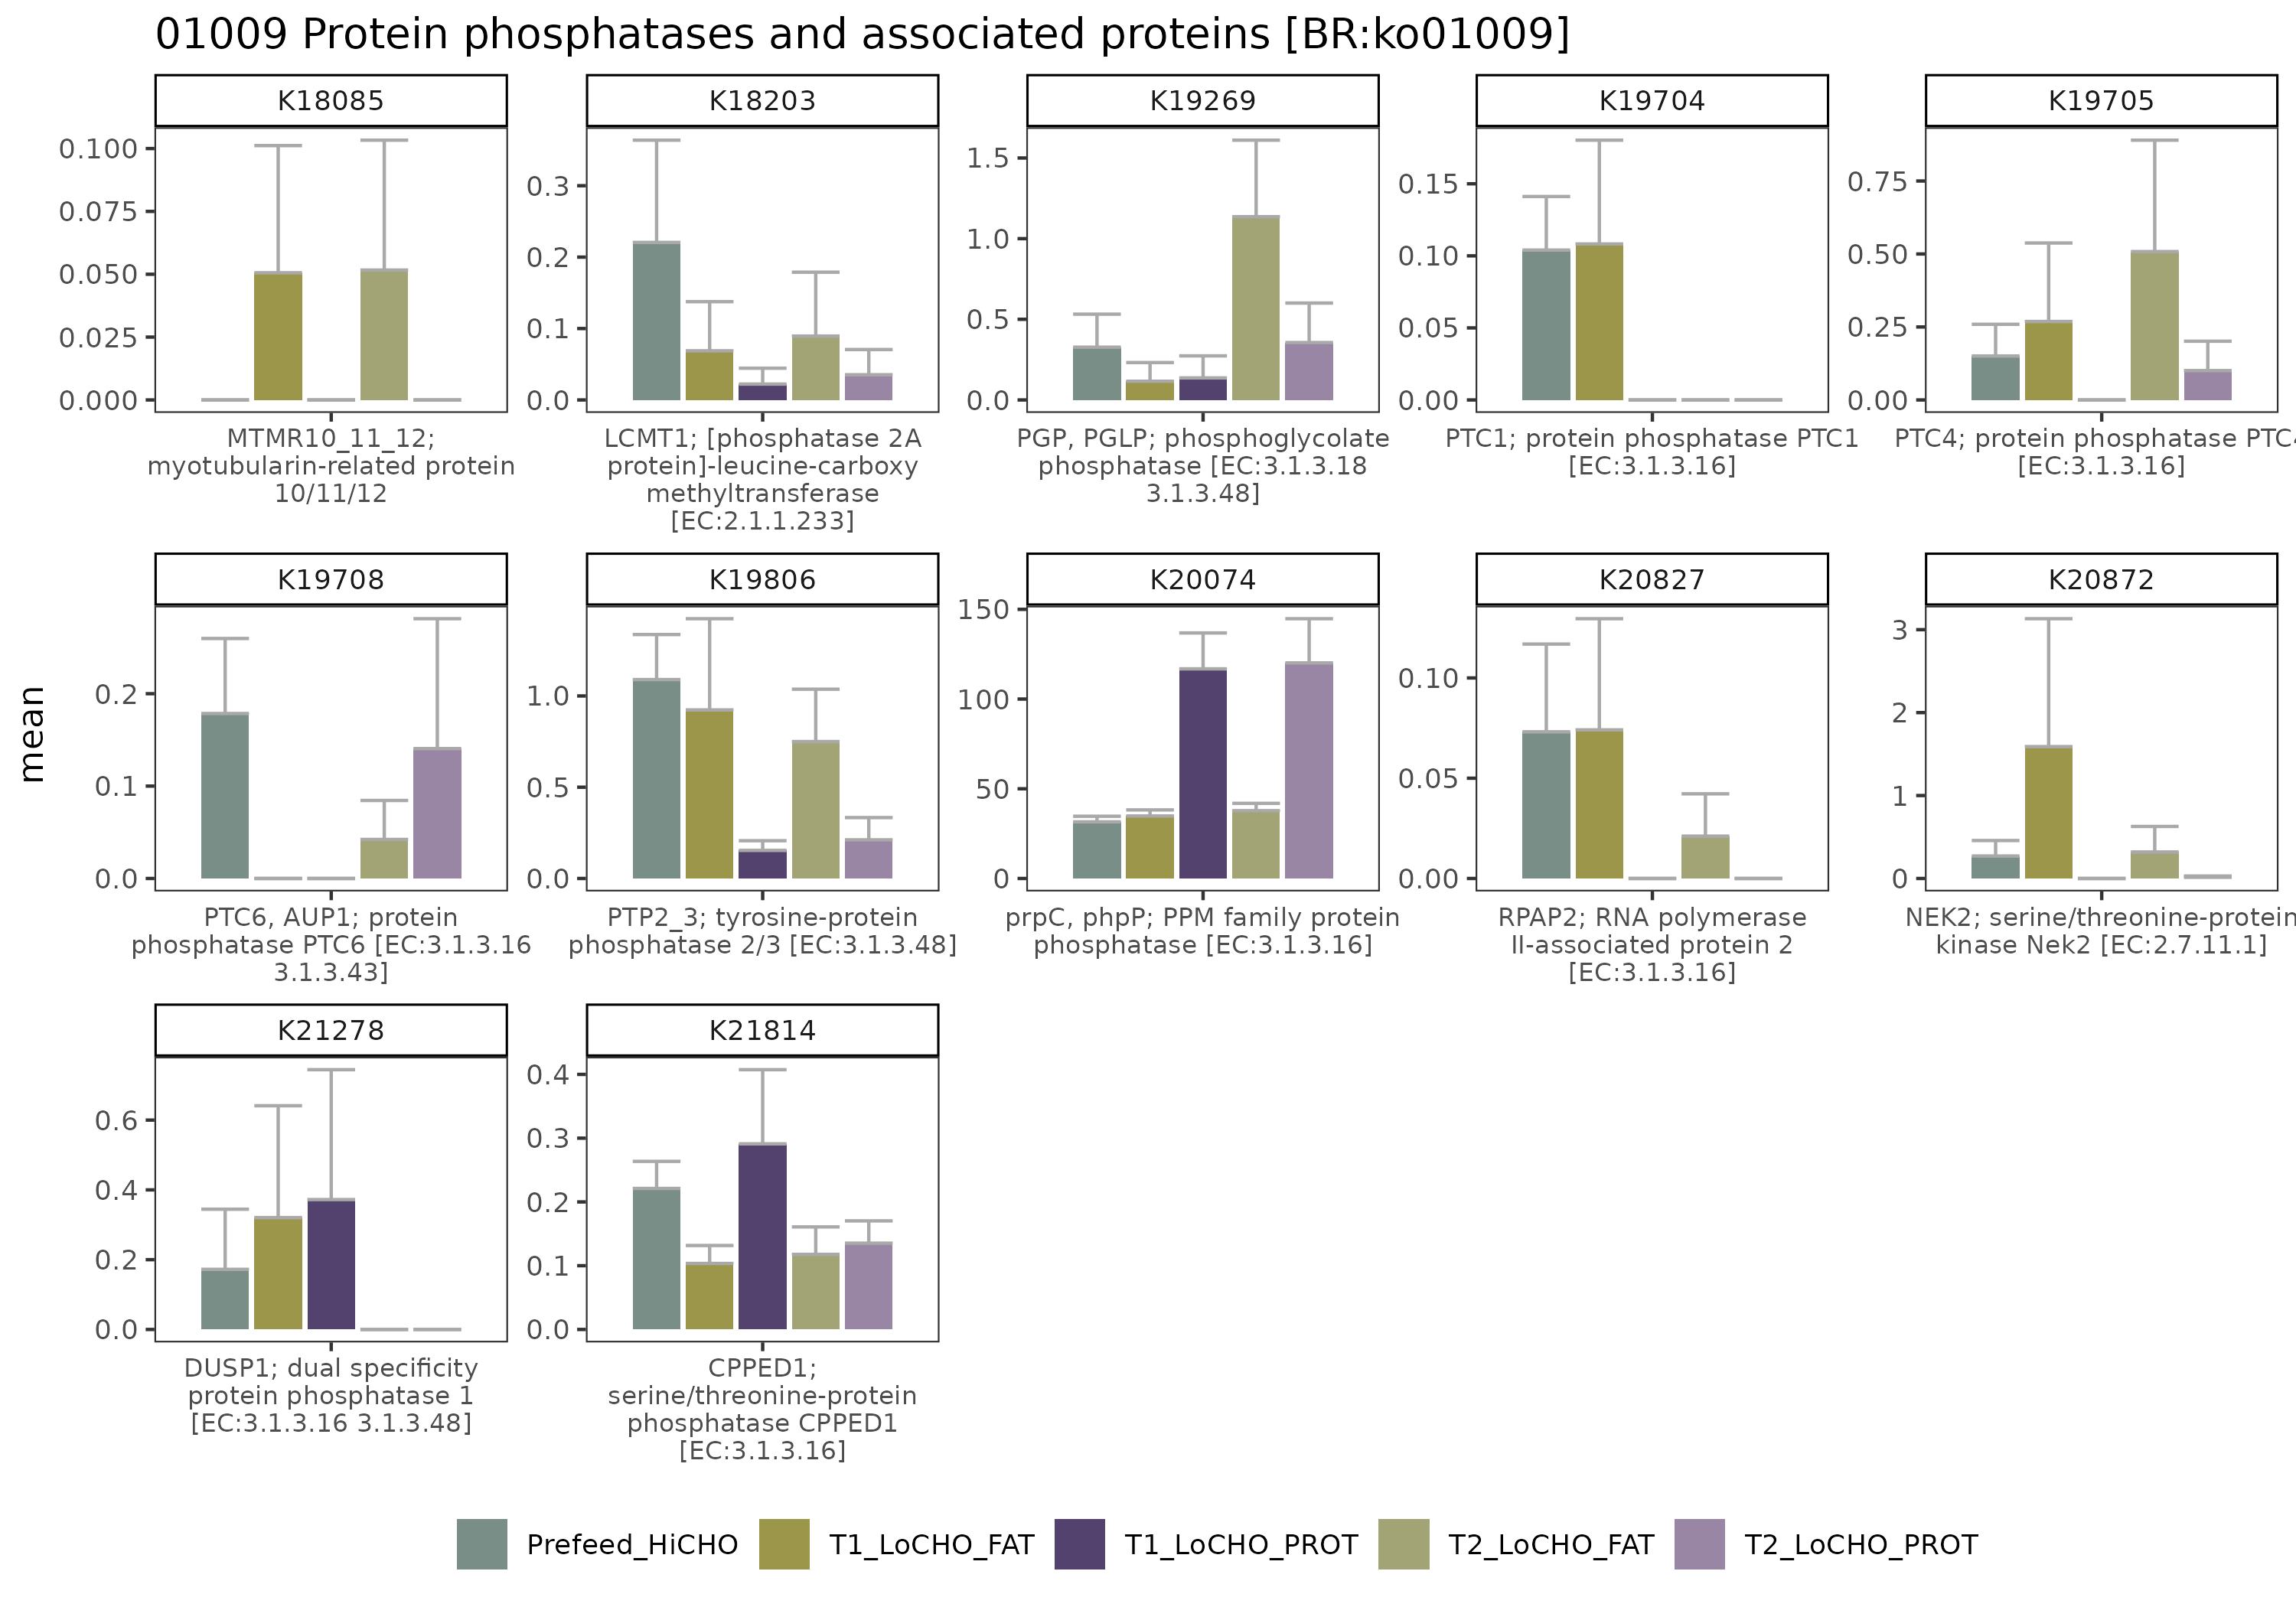 01009 Protein phosphatases and associated proteins [BR:ko01009]
K18085
K18203
K19269
K19704
K19705
0.100
0.075
0.050
0.025
0.000
0.3
0.2
0.1
0.0
1.5
1.0
0.5
0.0
0.15
0.10
0.05
0.00
0.75
0.50
0.25
0.00
MTMR10_11_12;
myotubularin-related protein
10/11/12
LCMT1; [phosphatase 2A
protein]-leucine-carboxy
methyltransferase
[EC:2.1.1.233]
PGP, PGLP; phosphoglycolate
phosphatase [EC:3.1.3.18
3.1.3.48]
PTC1; protein phosphatase PTC1
[EC:3.1.3.16]
PTC4; protein phosphatase PTC4
[EC:3.1.3.16]
mean
K19708
K19806
K20074
K20827
K20872
0.2
0.1
0.0
1.0
0.5
0.0
150
100
50
0
0.10
0.05
0.00
3
2
1
0
PTC6, AUP1; protein
phosphatase PTC6 [EC:3.1.3.16
3.1.3.43]
PTP2_3; tyrosine-protein
phosphatase 2/3 [EC:3.1.3.48]
prpC, phpP; PPM family protein
phosphatase [EC:3.1.3.16]
RPAP2; RNA polymerase
II-associated protein 2
[EC:3.1.3.16]
NEK2; serine/threonine-protein
kinase Nek2 [EC:2.7.11.1]
K21278
K21814
0.6
0.4
0.2
0.0
0.4
0.3
0.2
0.1
0.0
DUSP1; dual specificity
protein phosphatase 1
[EC:3.1.3.16 3.1.3.48]
CPPED1;
serine/threonine-protein
phosphatase CPPED1
[EC:3.1.3.16]
Prefeed_HiCHO
T1_LoCHO_FAT
T1_LoCHO_PROT
T2_LoCHO_FAT
T2_LoCHO_PROT